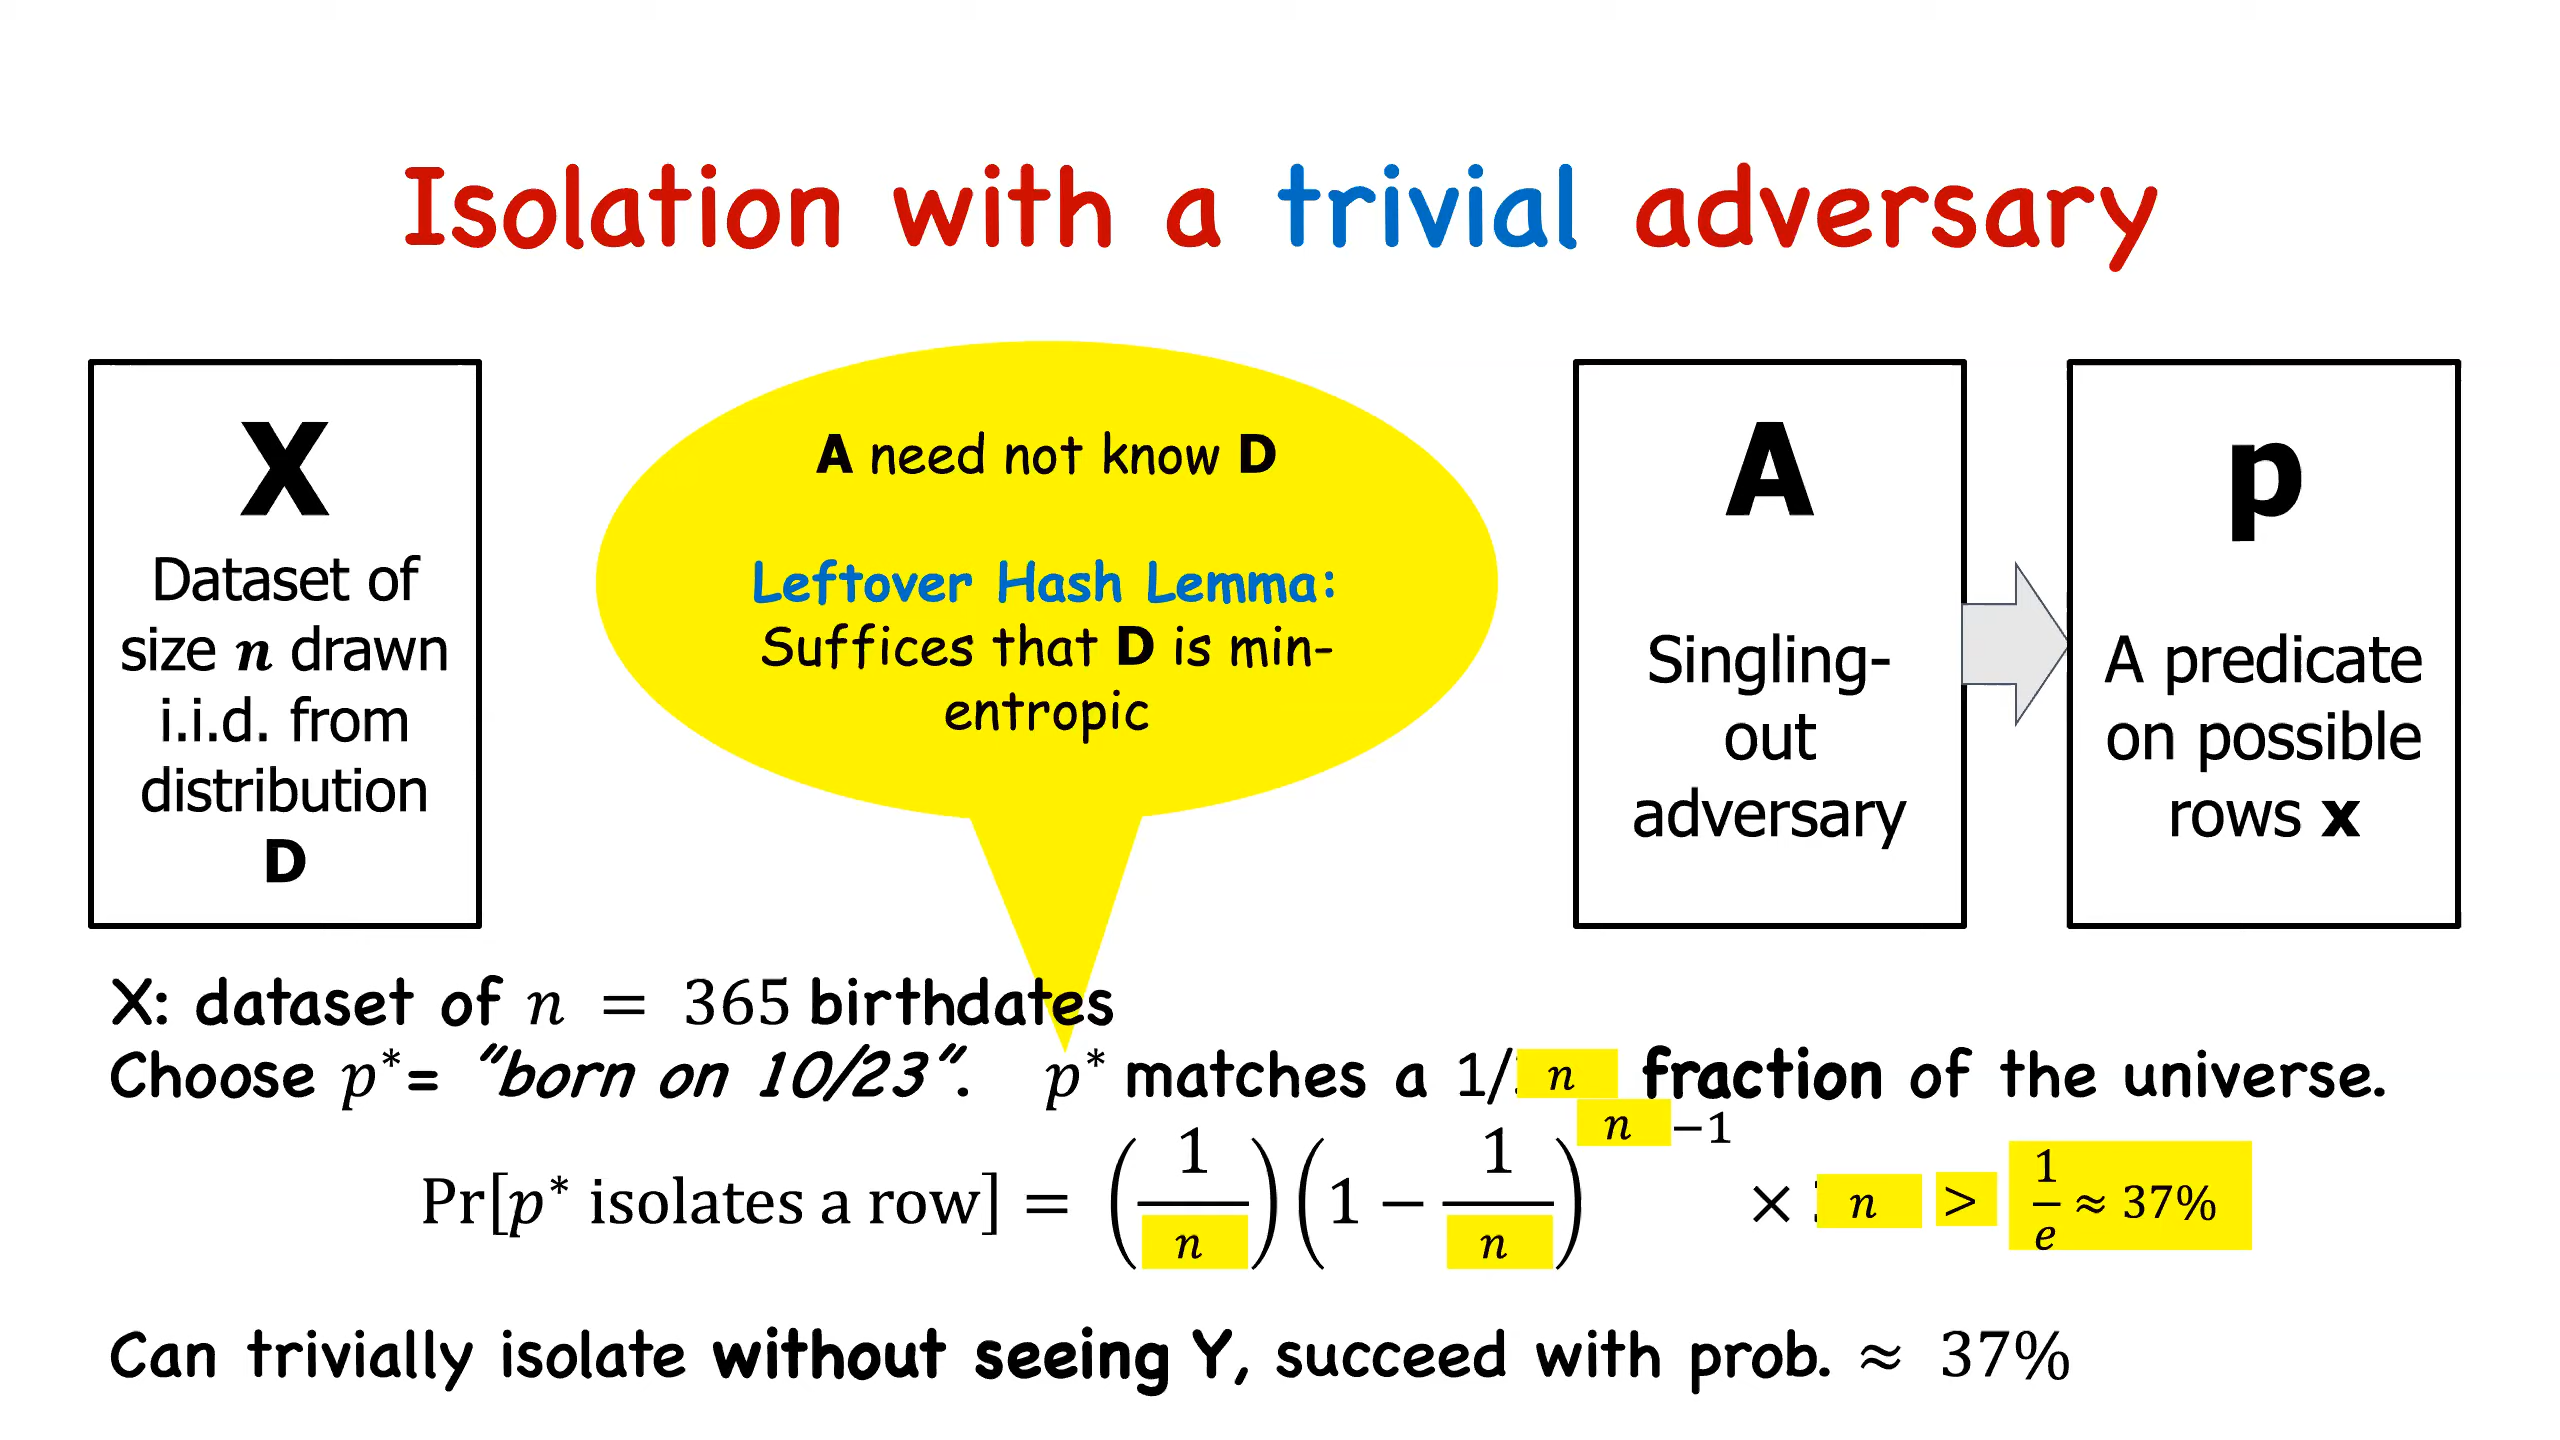 Isolation with a trivial adversary
X
Dataset of
size n drawn
i.i.d. from
distribution
D
A need not know D
Leftover Hash Lemma:
Suffices that D is min-
entropic
A
Singling-
out
adversary
p
A predicate
on possible
rows x
X: dataset of n = 365 birthdates
Choose p*= "born on 10/23". p* matches a 1/n fraction of the universe.
Pr[p* isolates a row] = (1/n)(1 − 1/n)^{n−1} × n > 1/e ≈ 37%
Can trivially isolate without seeing Y, succeed with prob. ≈ 37%